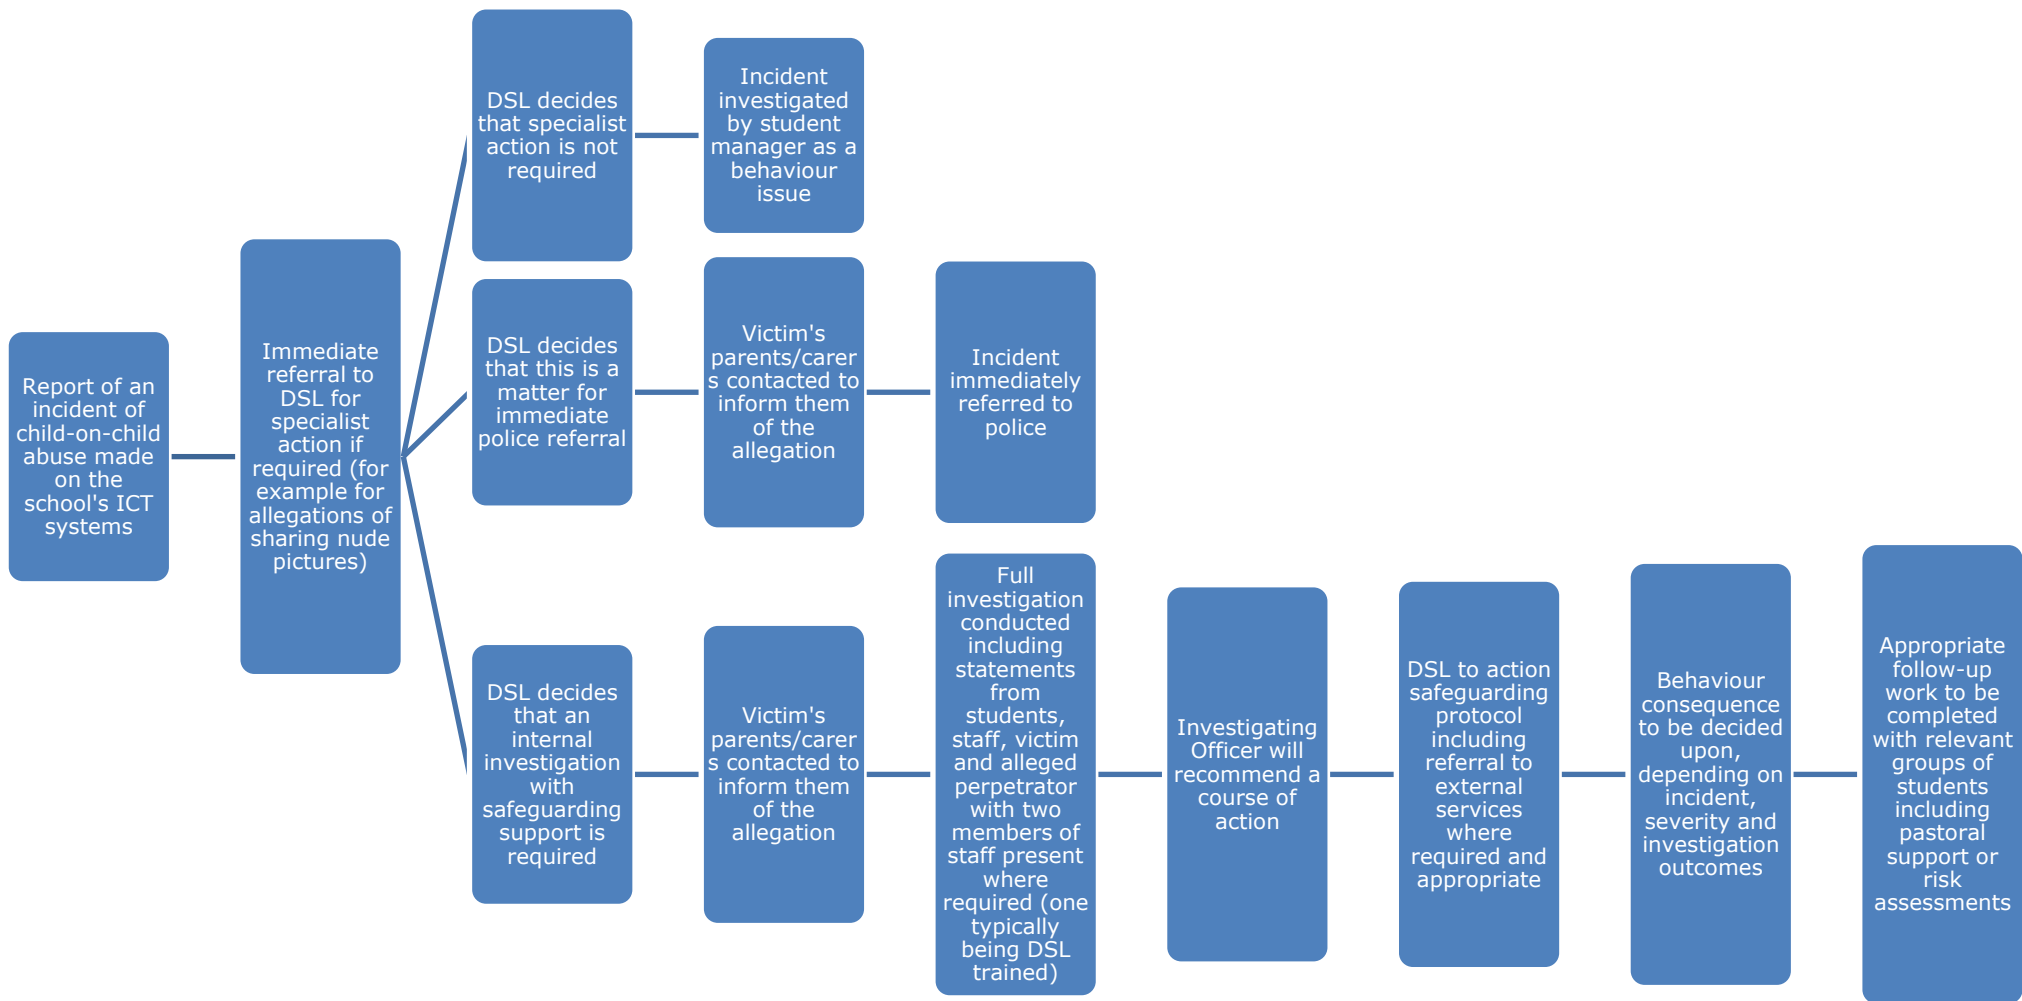 Report of an
incident of
child-on-child
abuse made
on the
school's ICT
systems
Immediate
referral to
DSL for
specialist
action if
required (for
example for
allegations of
sharing nude
pictures)
DSL decides
that specialist
action is not
required
Incident
investigated
by student
manager as a
behaviour
issue
DSL decides
that this is a
matter for
immediate
police referral
Victim's
parents/carer
s contacted to
inform them
of the
allegation
Incident
immediately
referred to
police
DSL decides
that an
internal
investigation
with
safeguarding
support is
required
Victim's
parents/carer
s contacted to
inform them
of the
allegation
Full
investigation
conducted
including
statements
from
students,
staff, victim
and alleged
perpetrator
with two
members of
staff present
where
required (one
typically
being DSL
trained)
Investigating
Officer will
recommend a
course of
action
DSL to action
safeguarding
protocol
including
referral to
external
services
where
required and
appropriate
Behaviour
consequence
to be decided
upon,
depending on
incident,
severity and
investigation
outcomes
Appropriate
follow-up
work to be
completed
with relevant
groups of
students
including
pastoral
support or
risk
assessments